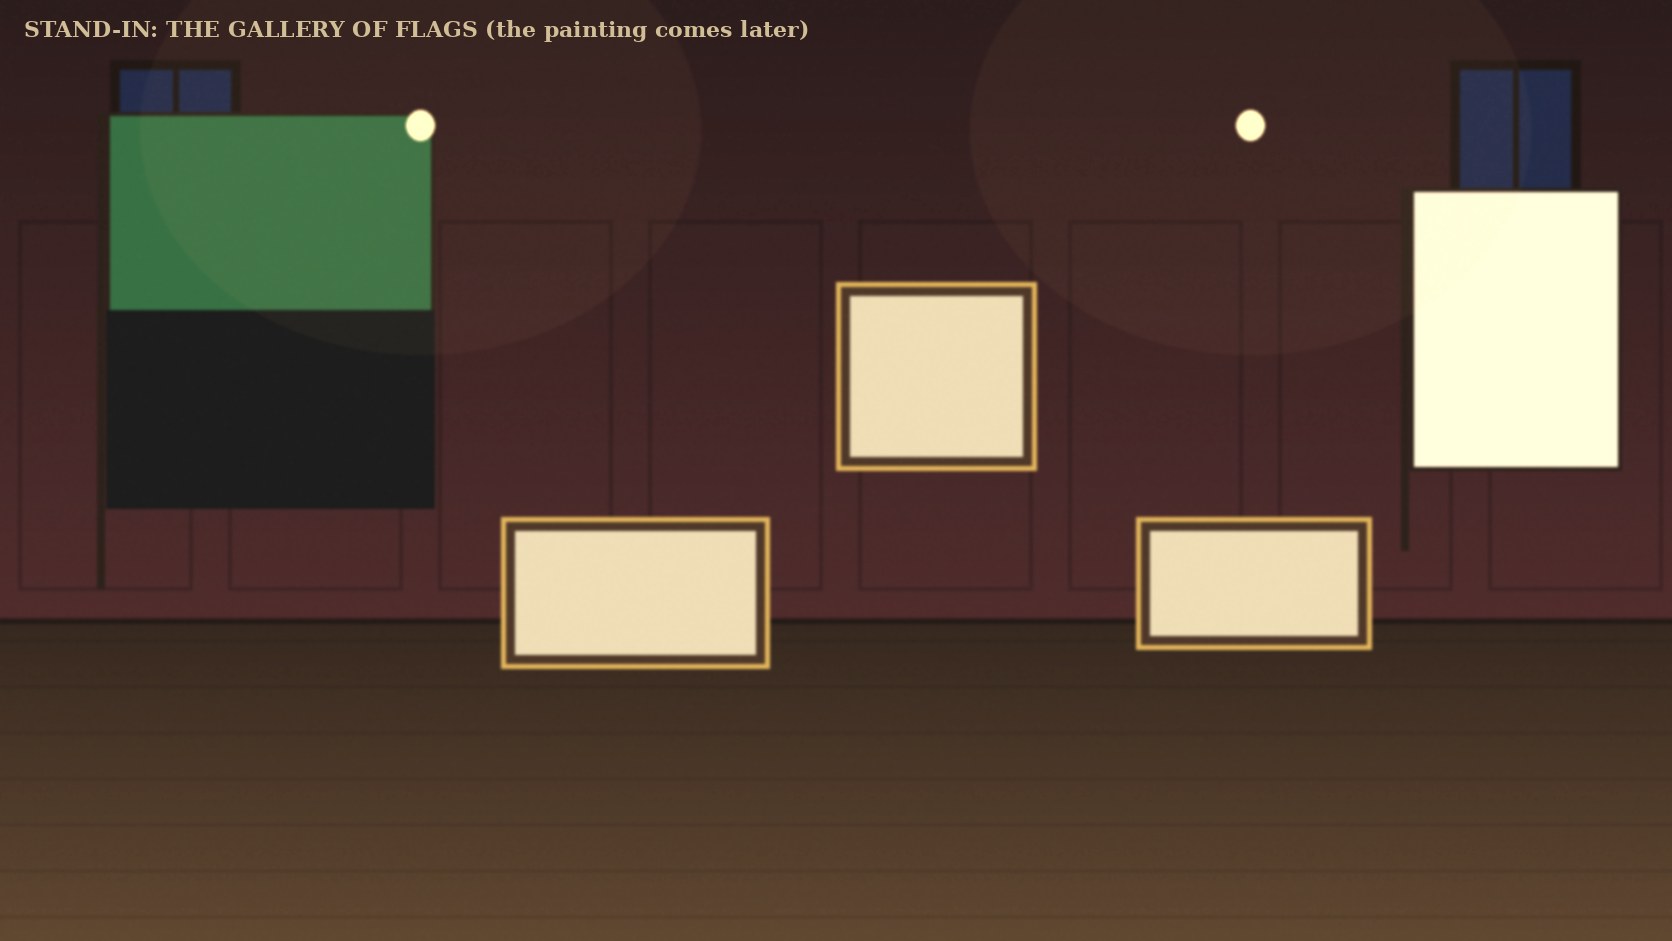 STAND-IN: THE GALLERY OF FLAGS (the painting comes later)